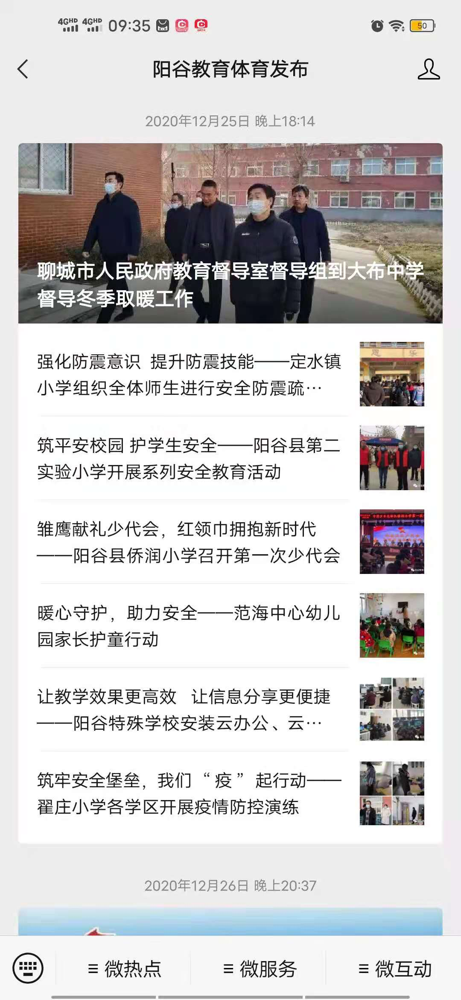 4GHD 4GHD 09:35 50
阳谷教育体育发布
2020年12月25日 晚上18:14
聊城市人民政府教育督导室督导组到大布中学
督导冬季取暖工作
强化防震意识 提升防震技能——定水镇
小学组织全体师生进行安全防震疏…
筑平安校园 护学生安全——阳谷县第二
实验小学开展系列安全教育活动
雏鹰献礼少代会，红领巾拥抱新时代
——阳谷县侨润小学召开第一次少代会
暖心守护，助力安全——范海中心幼儿
园家长护童行动
让教学效果更高效 让信息分享更便捷
——阳谷特殊学校安装云办公、云…
筑牢安全堡垒，我们“疫”起行动——
翟庄小学各学区开展疫情防控演练
2020年12月26日 晚上20:37
微热点
微服务
微互动